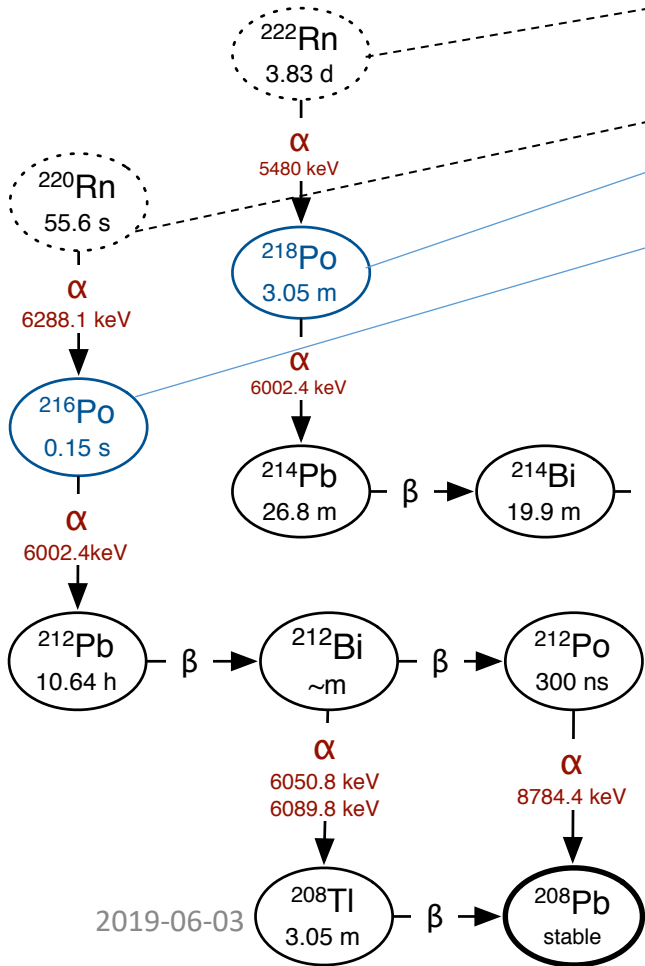 ²²²Rn
3.83 d
α
5480 keV
²²⁰Rn
55.6 s
α
6288.1 keV
²¹⁸Po
3.05 m
α
6002.4 keV
²¹⁶Po
0.15 s
α
6002.4keV
²¹⁴Pb
26.8 m
β
²¹⁴Bi
19.9 m
²¹²Pb
10.64 h
β
²¹²Bi
~m
β
²¹²Po
300 ns
α
6050.8 keV
6089.8 keV
α
8784.4 keV
2019-06-03
²⁰⁸Tl
3.05 m
β
²⁰⁸Pb
stable